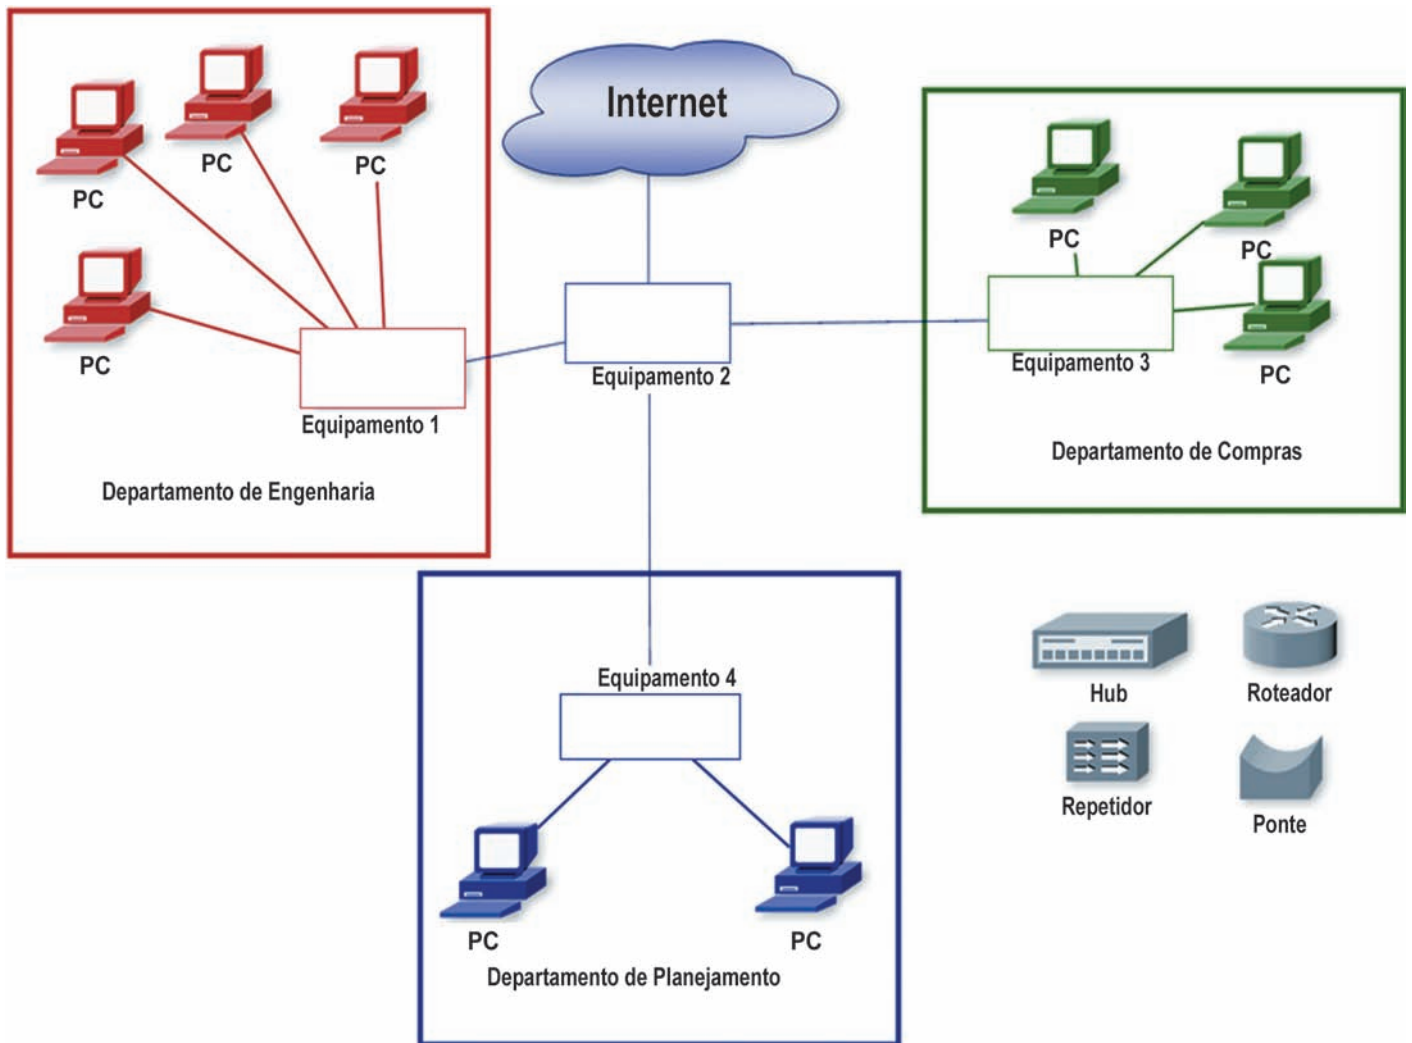 Internet
PC
PC
PC
PC
Equipamento 1
Departamento de Engenharia
Equipamento 2
PC
PC
PC
Equipamento 3
Departamento de Compras
Equipamento 4
PC
PC
Departamento de Planejamento
Hub
Roteador
Repetidor
Ponte